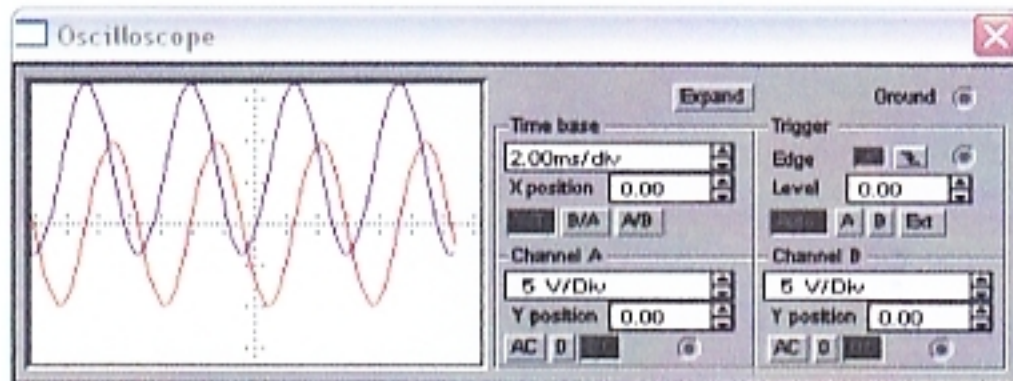 Oscilloscope
Expand Ground
Time base Trigger
2.00ms/div Edge
X position 0.00 Level 0.00
B/A A/B A B Ext
Channel A Channel B
5 V/Div 5 V/Div
Y position 0.00 Y position 0.00
AC 0 AC 0